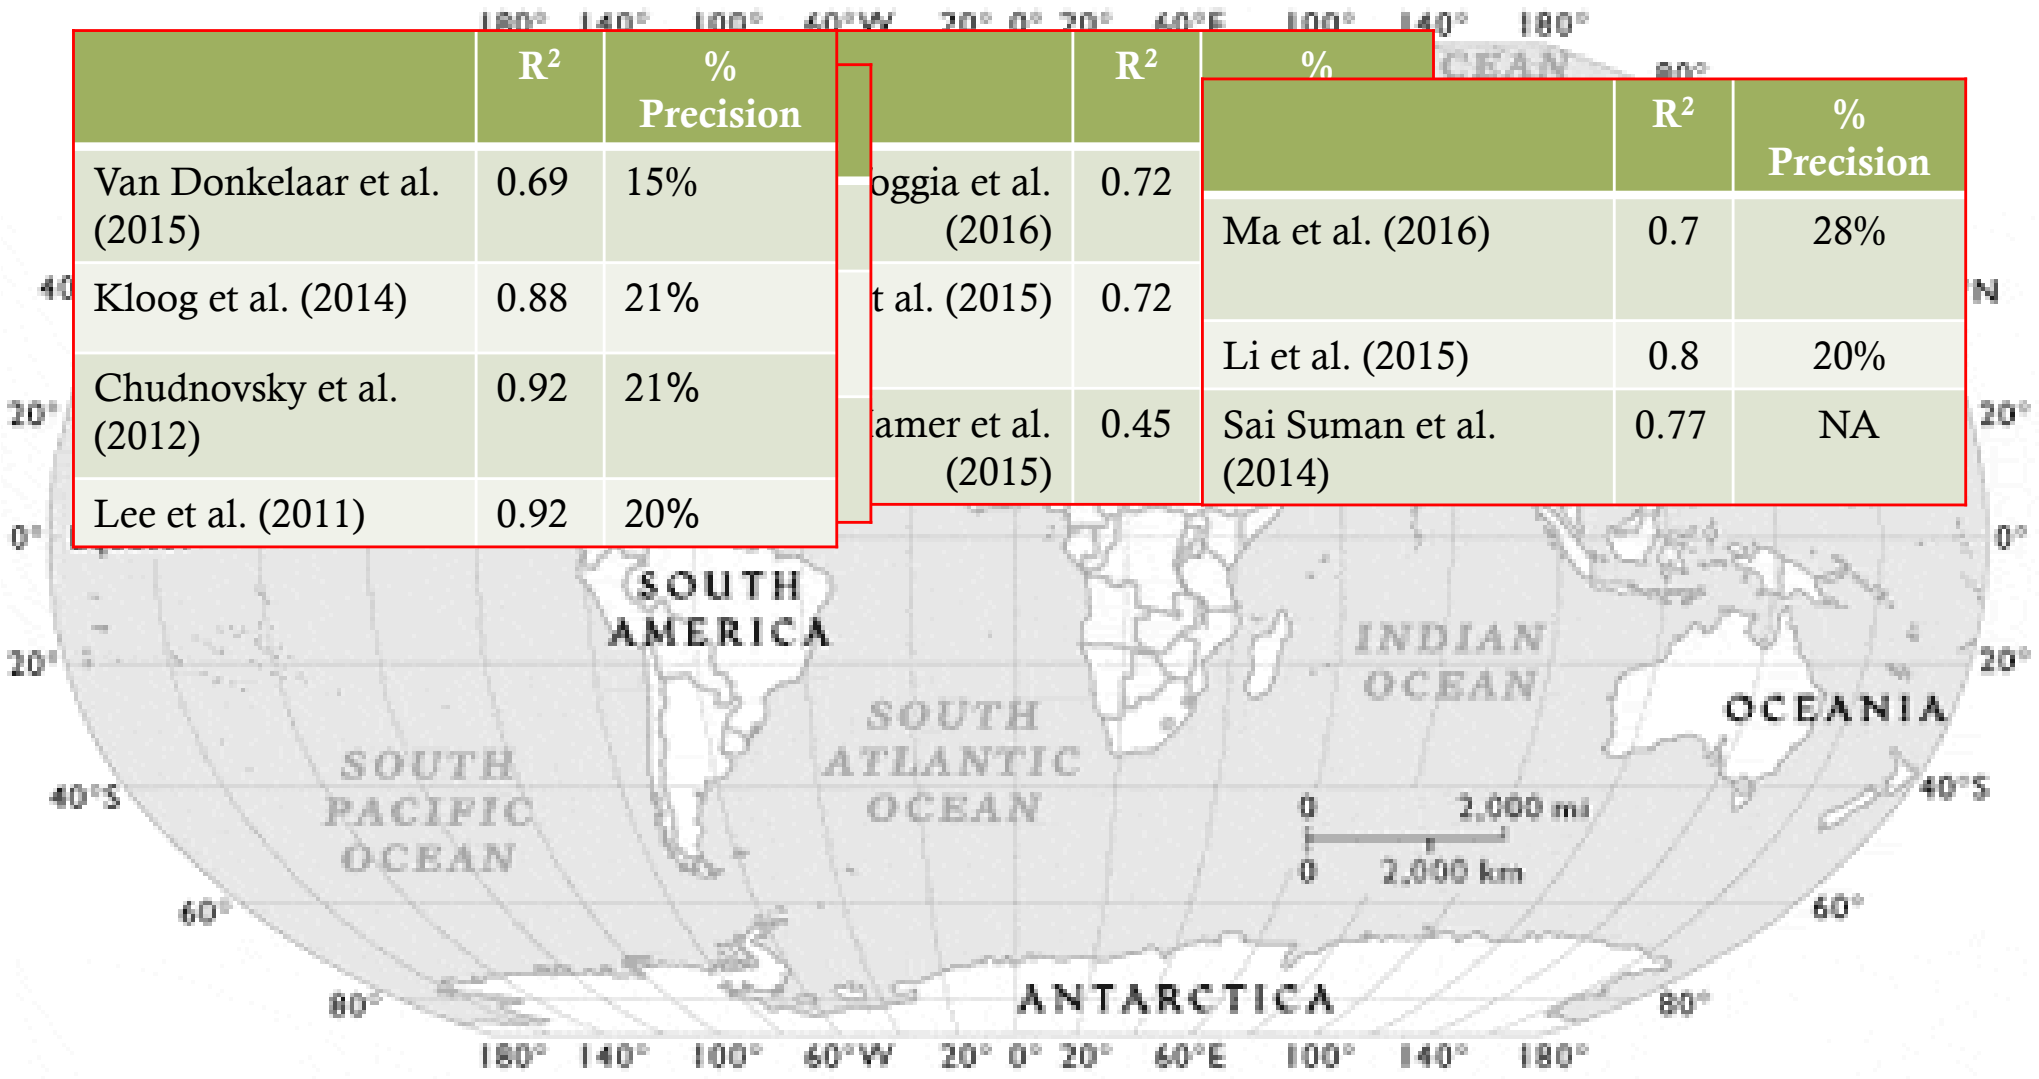 180° 140° 100° 60°W 20° 0° 20° 60°E 100° 140° 180°
R² %
Precision
Van Donkelaar et al. 0.69 15%
(2015)
Kloog et al. (2014) 0.88 21%
Chudnovsky et al. 0.92 21%
(2012)
Lee et al. (2011) 0.92 20%
R² %
et al. 0.72
(2016)
al. (2015) 0.72
et al. 0.45
(2015)
R² %
Precision
Ma et al. (2016) 0.7 28%
Li et al. (2015) 0.8 20%
Sai Suman et al. 0.77 NA
(2014)
80°
N
20° 20°
0° 0°
SOUTH
AMERICA
INDIAN
OCEAN
20° 20°
OCEANIA
SOUTH
ATLANTIC
OCEAN
SOUTH
PACIFIC
OCEAN
40°S 40°S
0 2,000 mi
0 2,000 km
60° 60°
80° 80°
ANTARCTICA
180° 140° 100° 60°W 20° 0° 20° 60°E 100° 140° 180°